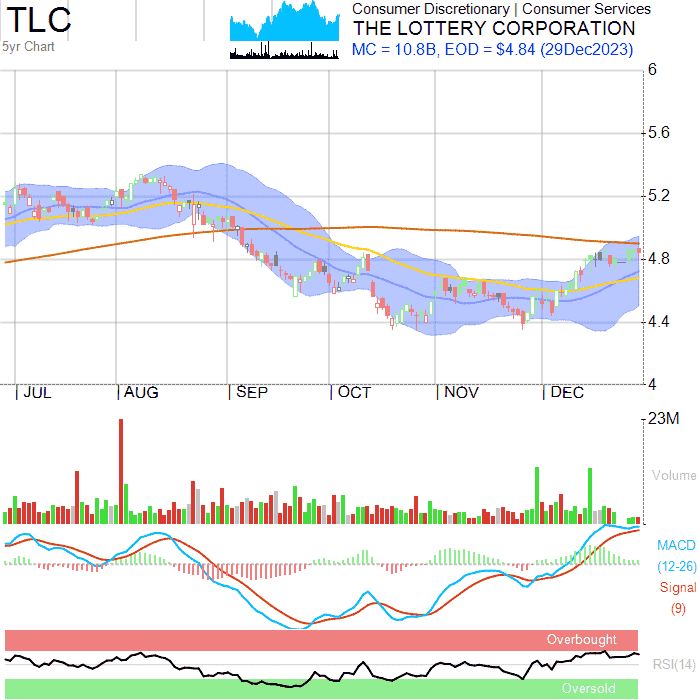 TLC
5yr Chart
Consumer Discretionary | Consumer Services
THE LOTTERY CORPORATION
MC = 10.8B, EOD = $4.84 (29Dec2023)
6
5.6
5.2
4.8
4.4
4
JUL AUG SEP OCT NOV DEC
23M
Volume
MACD
(12-26)
Signal
(9)
Overbought
RSI(14)
Oversold